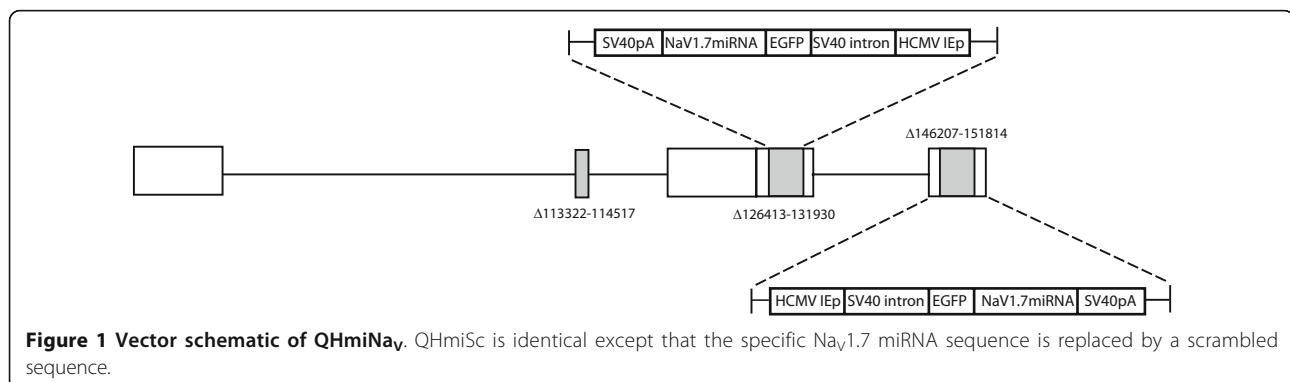 SV40pA NaV1.7miRNA EGFP SV40 intron HCMV IEp
Δ146207-151814
Δ113322-114517
Δ126413-131930
HCMV IEp SV40 intron EGFP NaV1.7miRNA SV40pA
Figure 1 Vector schematic of QHmiNaV. QHmiSc is identical except that the specific NaV1.7 miRNA sequence is replaced by a scrambled
sequence.